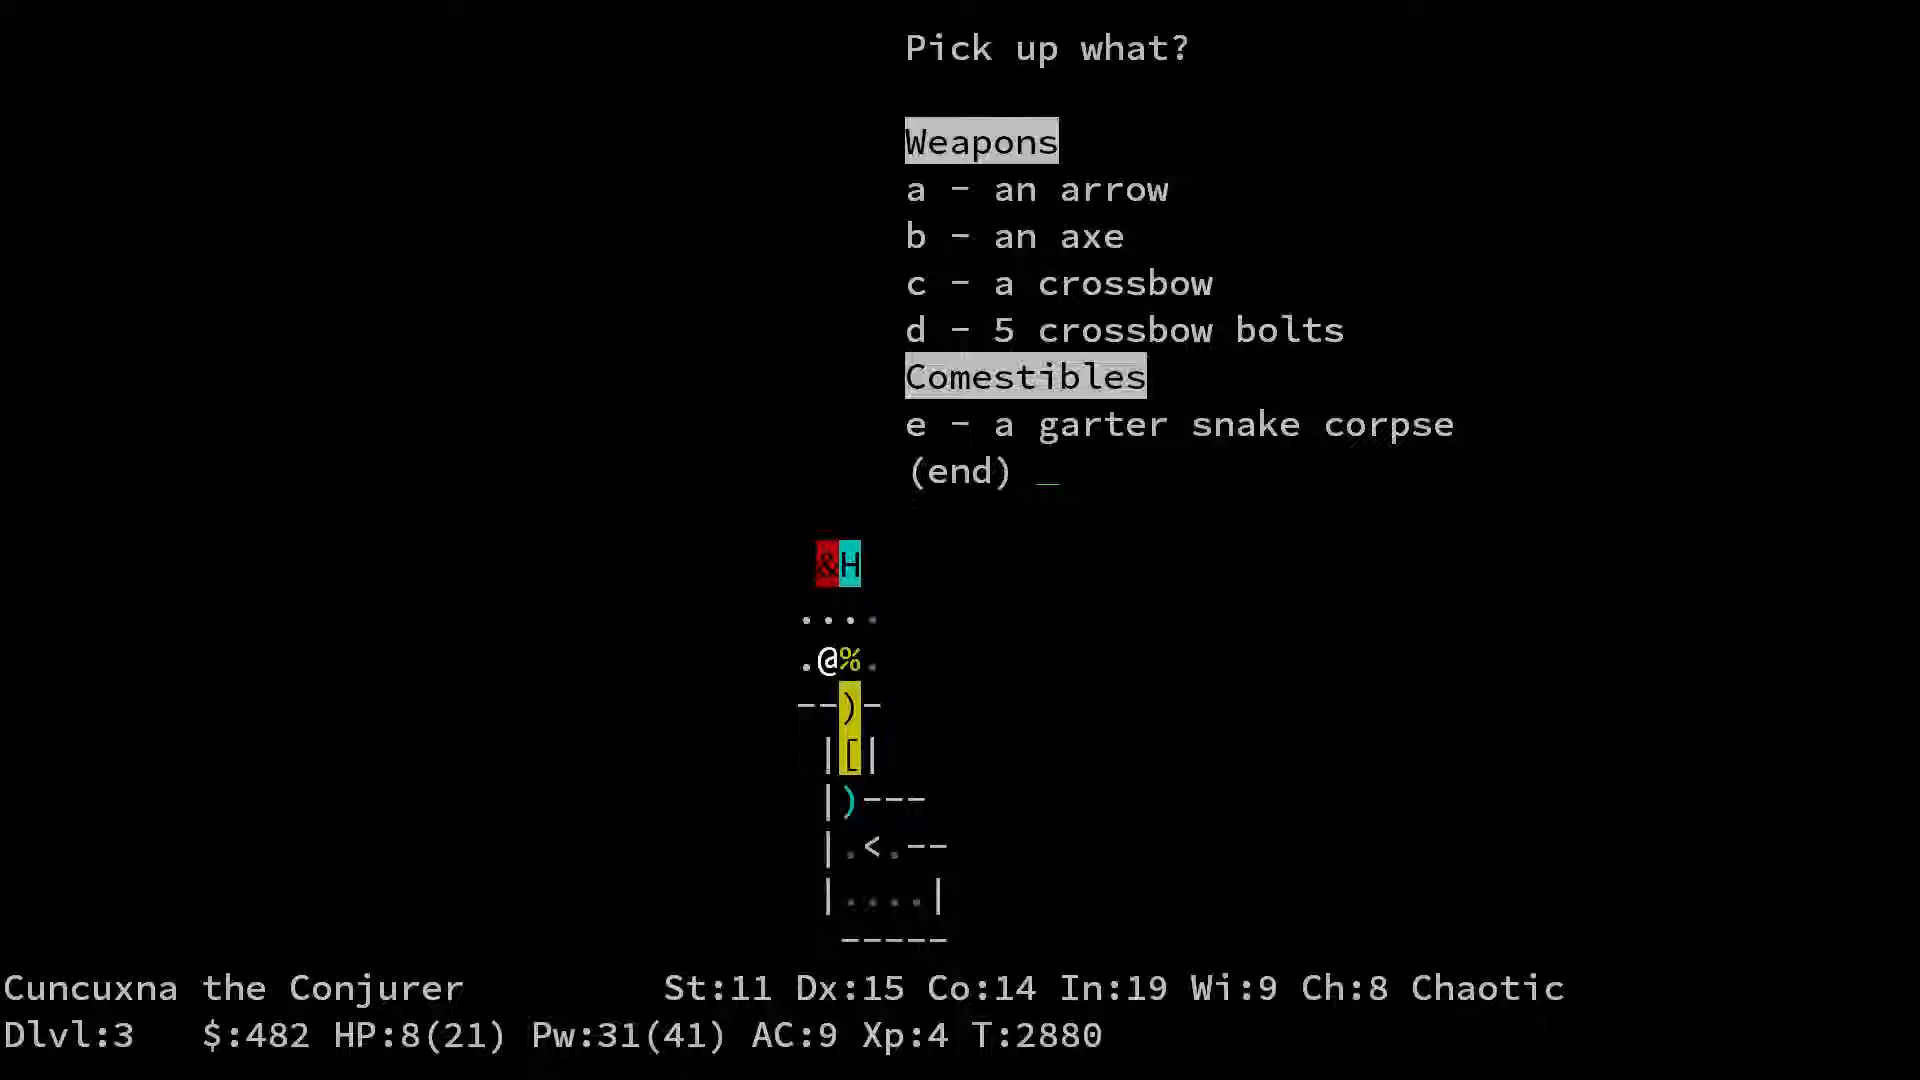 Pick up what?
Weapons
a - an arrow
b - an axe
c - a crossbow
d - 5 crossbow bolts
Comestibles
e - a garter snake corpse
(end) _
&H
. . . .
.@%.
--)-
|[|
|)---
|.<.--
|....|
-----
Cuncuxna the Conjurer St:11 Dx:15 Co:14 In:19 Wi:9 Ch:8 Chaotic
Dlvl:3 $:482 HP:8(21) Pw:31(41) AC:9 Xp:4 T:2880